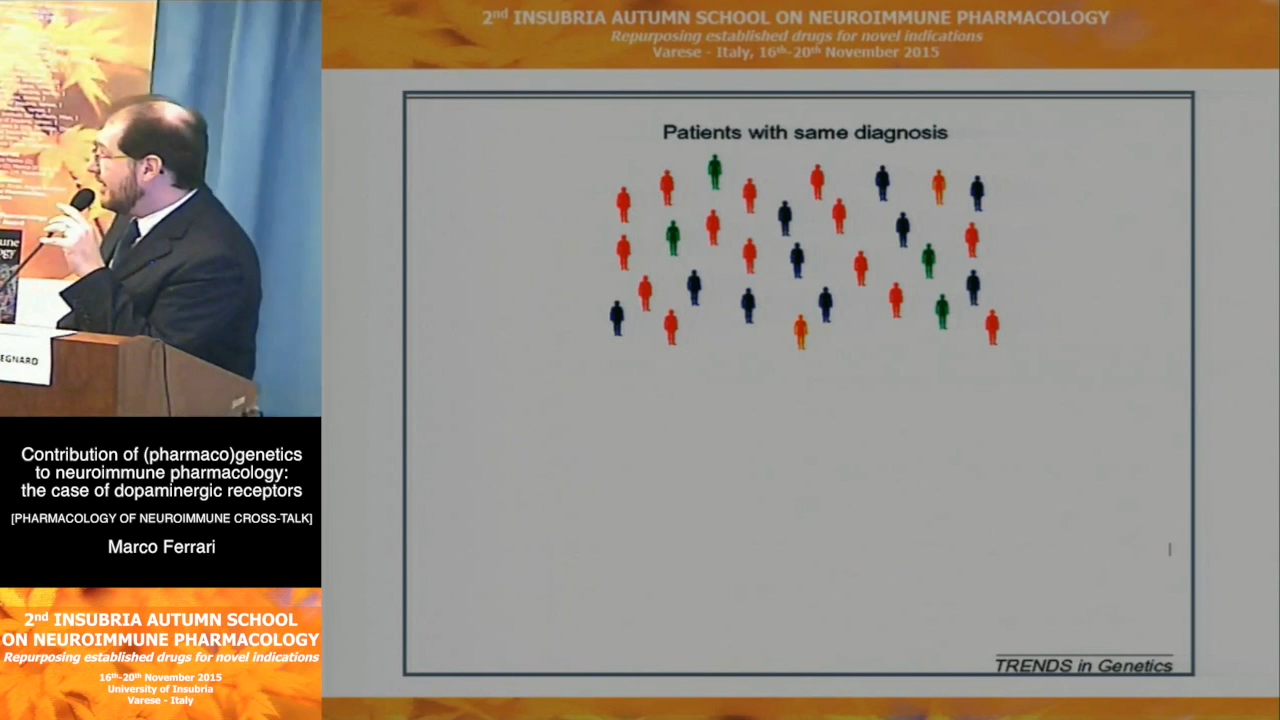 2nd INSUBRIA AUTUMN SCHOOL ON NEUROIMMUNE PHARMACOLOGY
Repurposing established drugs for novel indications
Varese - Italy, 16th-20th November 2015
Patients with same diagnosis
TRENDS in Genetics
EGNARD
Contribution of (pharmaco)genetics
to neuroimmune pharmacology:
the case of dopaminergic receptors
[PHARMACOLOGY OF NEUROIMMUNE CROSS-TALK]
Marco Ferrari
2nd INSUBRIA AUTUMN SCHOOL
ON NEUROIMMUNE PHARMACOLOGY
Repurposing established drugs for novel indications
16th-20th November 2015
University of Insubria
Varese - Italy